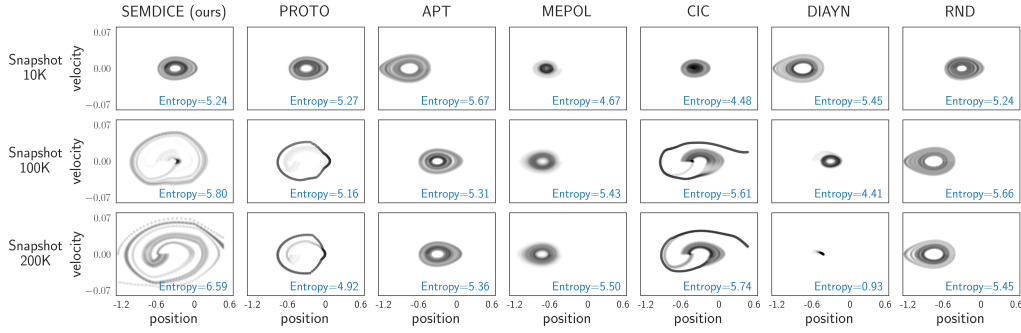 SEMDICE (ours) PROTO APT MEPOL CIC DIAYN RND
Snapshot
10K
velocity
0.07
0.00
−0.07
Entropy=5.24 Entropy=5.27 Entropy=5.67 Entropy=4.67 Entropy=4.48 Entropy=5.45 Entropy=5.24
Snapshot
100K
velocity
0.07
0.00
−0.07
Entropy=5.80 Entropy=5.16 Entropy=5.31 Entropy=5.43 Entropy=5.61 Entropy=4.41 Entropy=5.66
Snapshot
200K
velocity
0.07
0.00
−0.07
Entropy=6.59 Entropy=4.92 Entropy=5.36 Entropy=5.50 Entropy=5.74 Entropy=0.93 Entropy=5.45
-1.2 -0.6 0 0.6 -1.2 -0.6 0 0.6 -1.2 -0.6 0 0.6 -1.2 -0.6 0 0.6 -1.2 -0.6 0 0.6 -1.2 -0.6 0 0.6 -1.2 -0.6 0 0.6
position position position position position position position